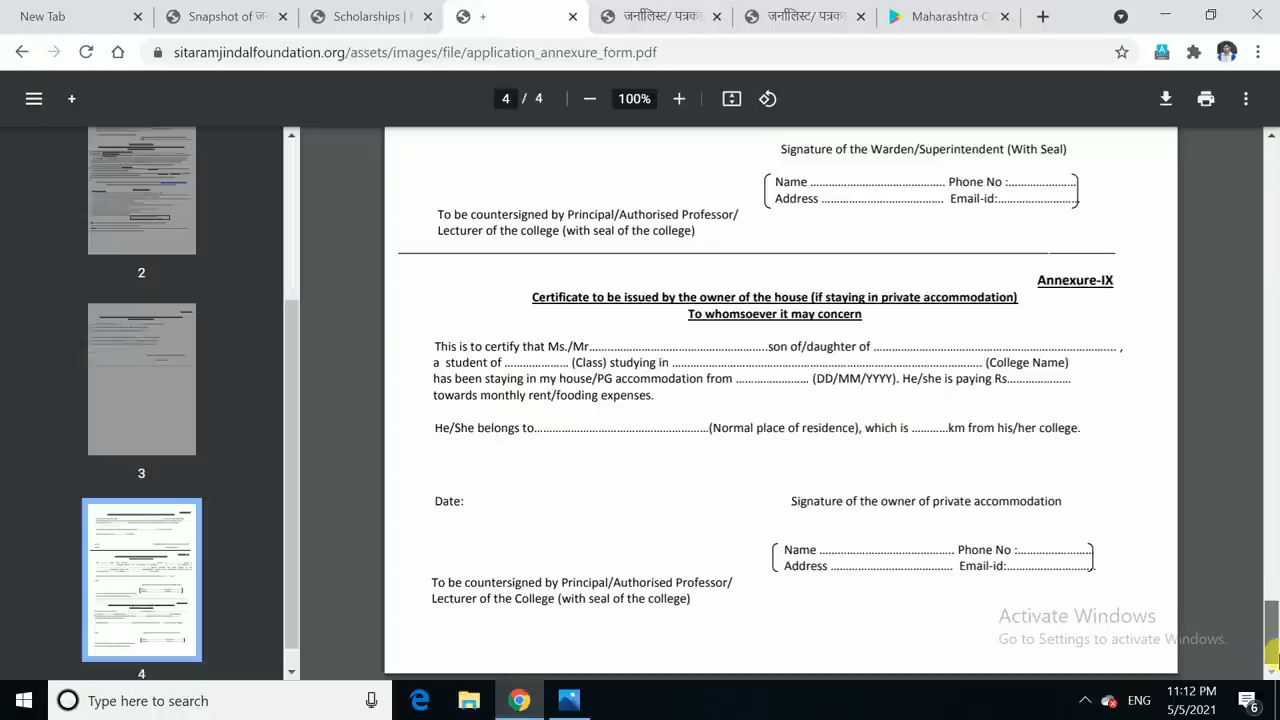 New Tab
Snapshot of जन
Scholarships |
+
जर्नालिस्ट/ पत्रक
जर्नालिस्ट/ पत्रक
Maharashtra C
sitaramjindalfoundation.org/assets/images/file/application_annexure_form.pdf
+
4 / 4
100%
Signature of the Warden/Superintendent (With Seal)
Name ................................................ Phone No :........................
Address ............................................ Email-id:............................
To be countersigned by Principal/Authorised Professor/
Lecturer of the college (with seal of the college)
2
Annexure-IX
Certificate to be issued by the owner of the house (if staying in private accommodation)
To whomsoever it may concern
This is to certify that Ms./Mr................................................................son of/daughter of ....................................................................................... ,
a student of ...................... (Class) studying in ............................................................................................................... (College Name)
has been staying in my house/PG accommodation from .......................... (DD/MM/YYYY). He/she is paying Rs.......................
towards monthly rent/fooding expenses.
He/She belongs to..............................................................(Normal place of residence), which is .............km from his/her college.
3
Date:
Signature of the owner of private accommodation
Name ................................................ Phone No :...........................
Address ............................................ Email-id:...............................
To be countersigned by Principal/Authorised Professor/
Lecturer of the College (with seal of the college)
4
Activate Windows
Go to Settings to activate Windows.
Type here to search
ENG
11:12 PM
5/5/2021
6